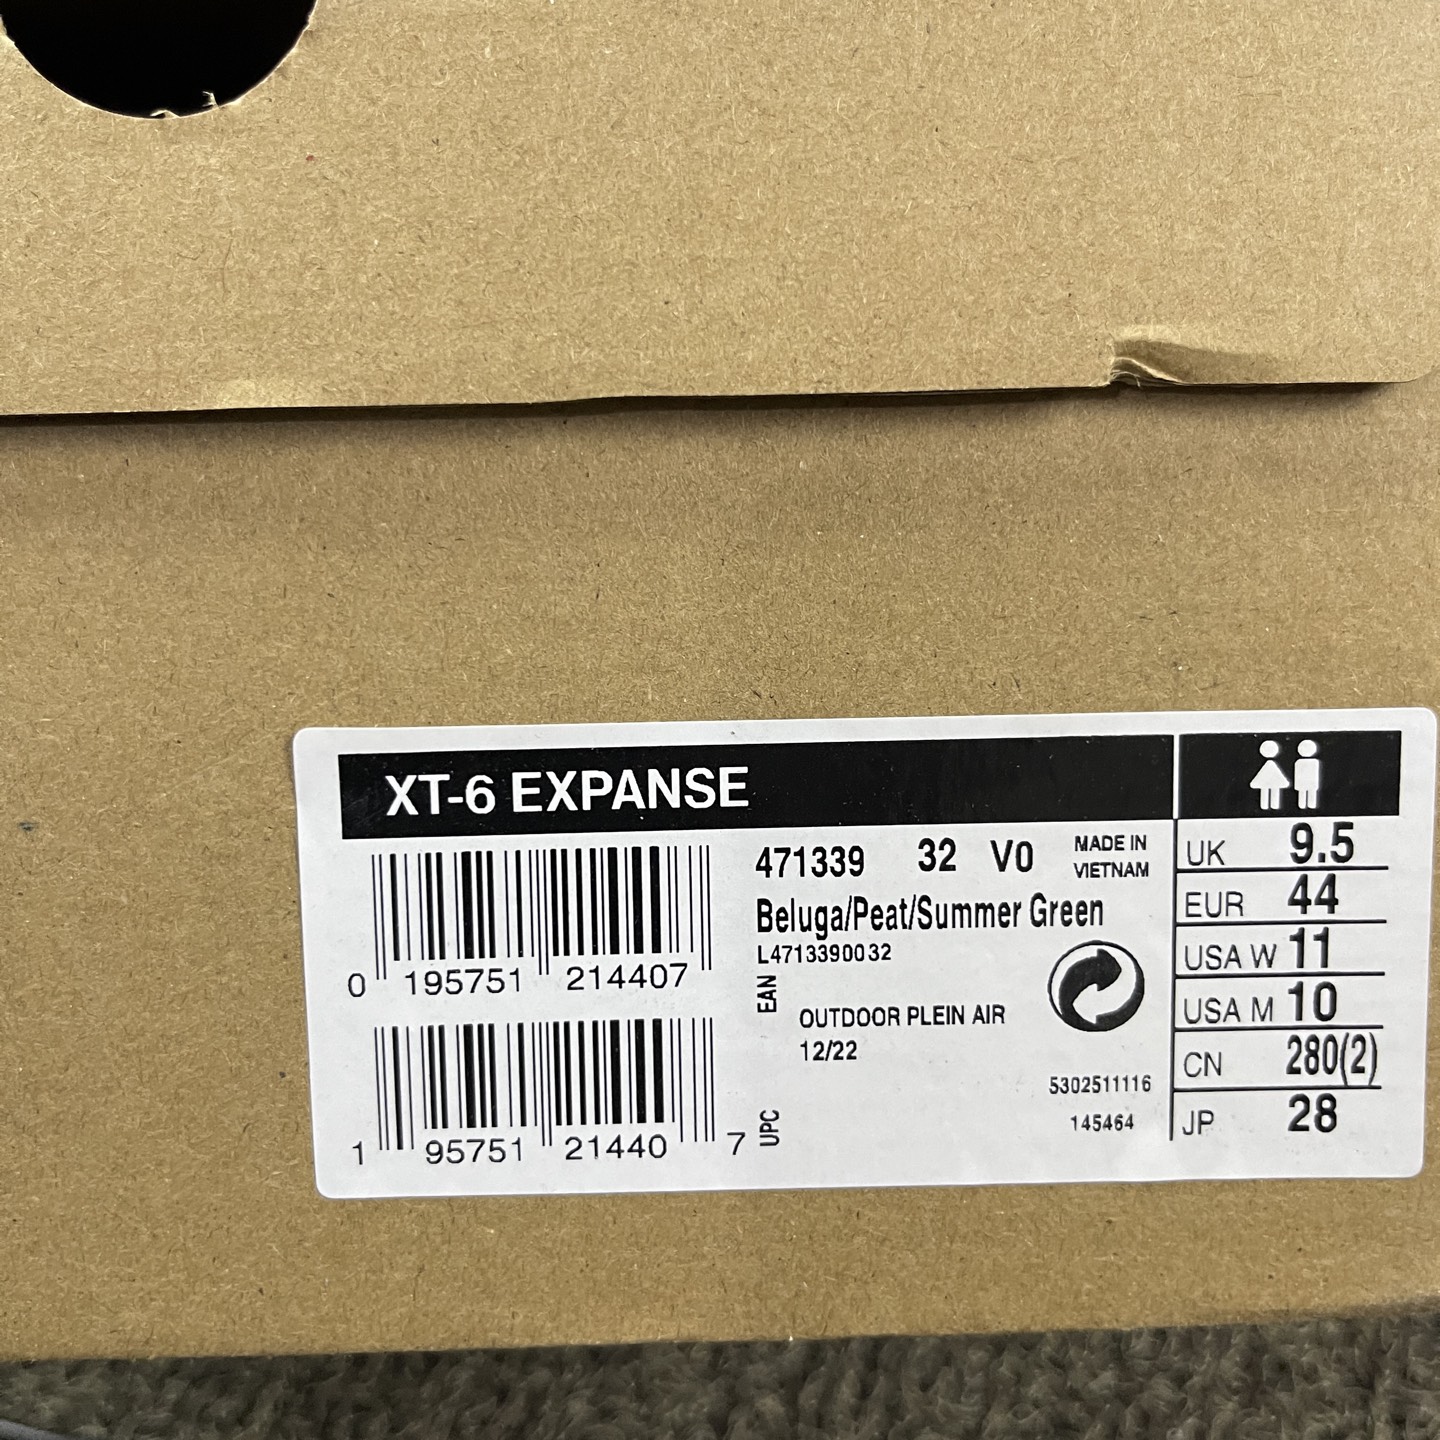 XT-6 EXPANSE
471339 32 V0 MADE IN VIETNAM
Beluga/Peat/Summer Green
L47133900 32
EAN
0 195751 214407
OUTDOOR PLEIN AIR
12/22
5302511116
145464
UPC
1 95751 21440 7
UK 9.5
EUR 44
USA W 11
USA M 10
CN 280(2)
JP 28